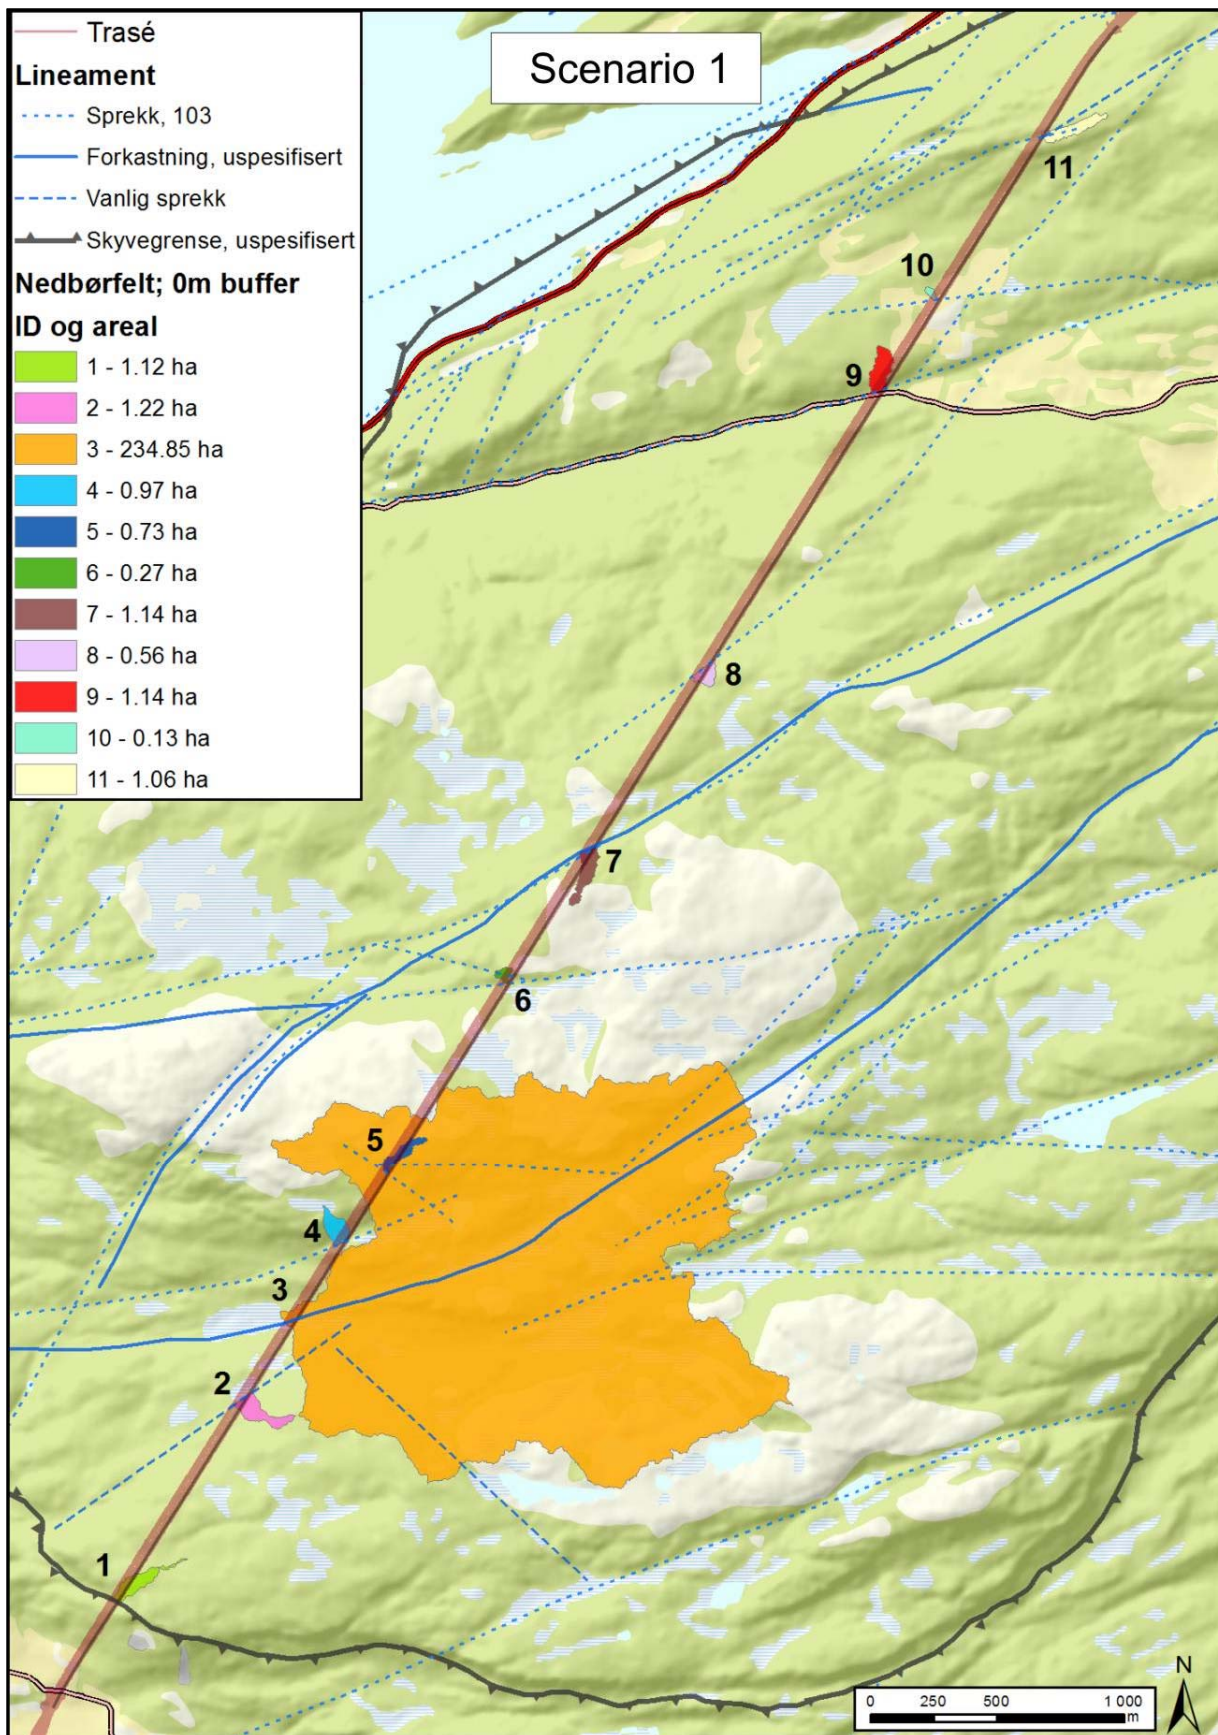 Scenario 1
Trasé
Lineament
Sprekk, 103
Forkastning, uspesifisert
Vanlig sprekk
Skyvegrense, uspesifisert
Nedbørfelt; 0m buffer
ID og areal
1 - 1.12 ha
2 - 1.22 ha
3 - 234.85 ha
4 - 0.97 ha
5 - 0.73 ha
6 - 0.27 ha
7 - 1.14 ha
8 - 0.56 ha
9 - 1.14 ha
10 - 0.13 ha
11 - 1.06 ha
11
10
9
8
7
6
5
4
3
2
1
N
0 250 500 1 000
m